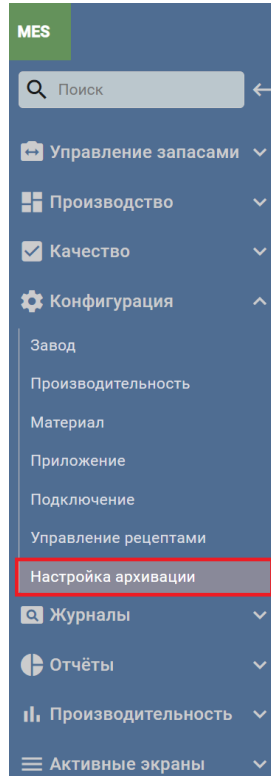 MES
Поиск
Управление запасами
Производство
Качество
Конфигурация
Завод
Производительность
Материал
Приложение
Подключение
Управление рецептами
Настройка архивации
Журналы
Отчёты
Производительность
Активные экраны